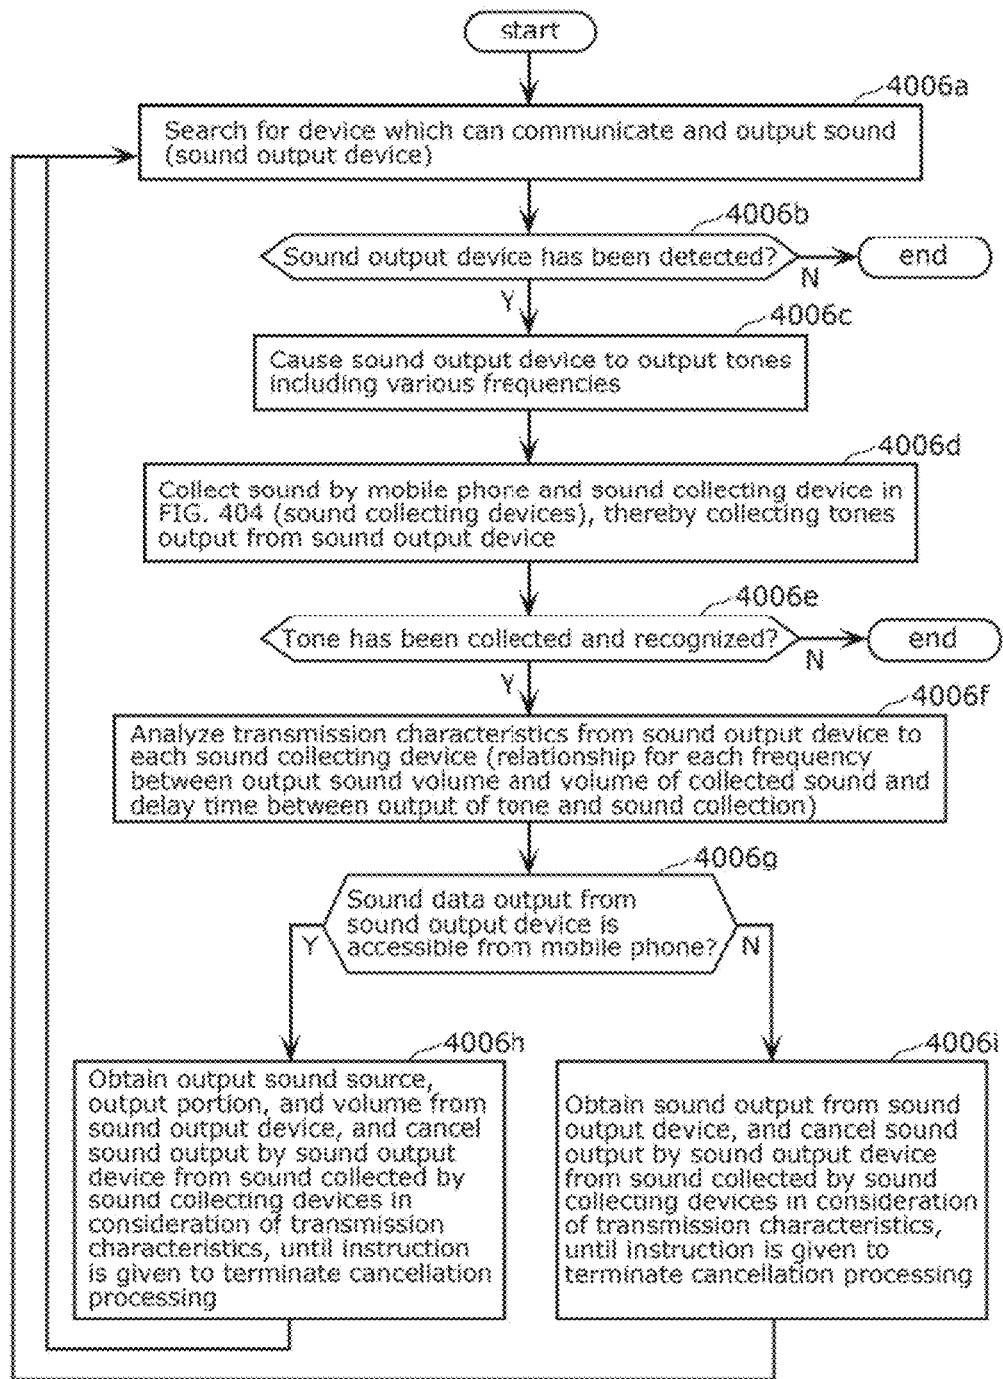 start
4006a
Search for device which can communicate and output sound
(sound output device)
4006b
Sound output device has been detected?
end
N
Y
4006c
Cause sound output device to output tones
including various frequencies
4006d
Collect sound by mobile phone and sound collecting device in
FIG. 404 (sound collecting devices), thereby collecting tones
output from sound output device
4006e
Tone has been collected and recognized?
end
N
Y
4006f
Analyze transmission characteristics from sound output device to
each sound collecting device (relationship for each frequency
between output sound volume and volume of collected sound and
delay time between output of tone and sound collection)
4006g
Sound data output from
sound output device is
accessible from mobile phone?
Y
N
4006h
Obtain output sound source,
output portion, and volume from
sound output device, and cancel
sound output by sound output
device from sound collected by
sound collecting devices in
consideration of transmission
characteristics, until instruction
is given to terminate cancellation
processing
4006i
Obtain sound output from sound
output device, and cancel sound
output by sound output device
from sound collected by sound
collecting devices in consideration
of transmission characteristics,
until instruction is given to
terminate cancellation processing